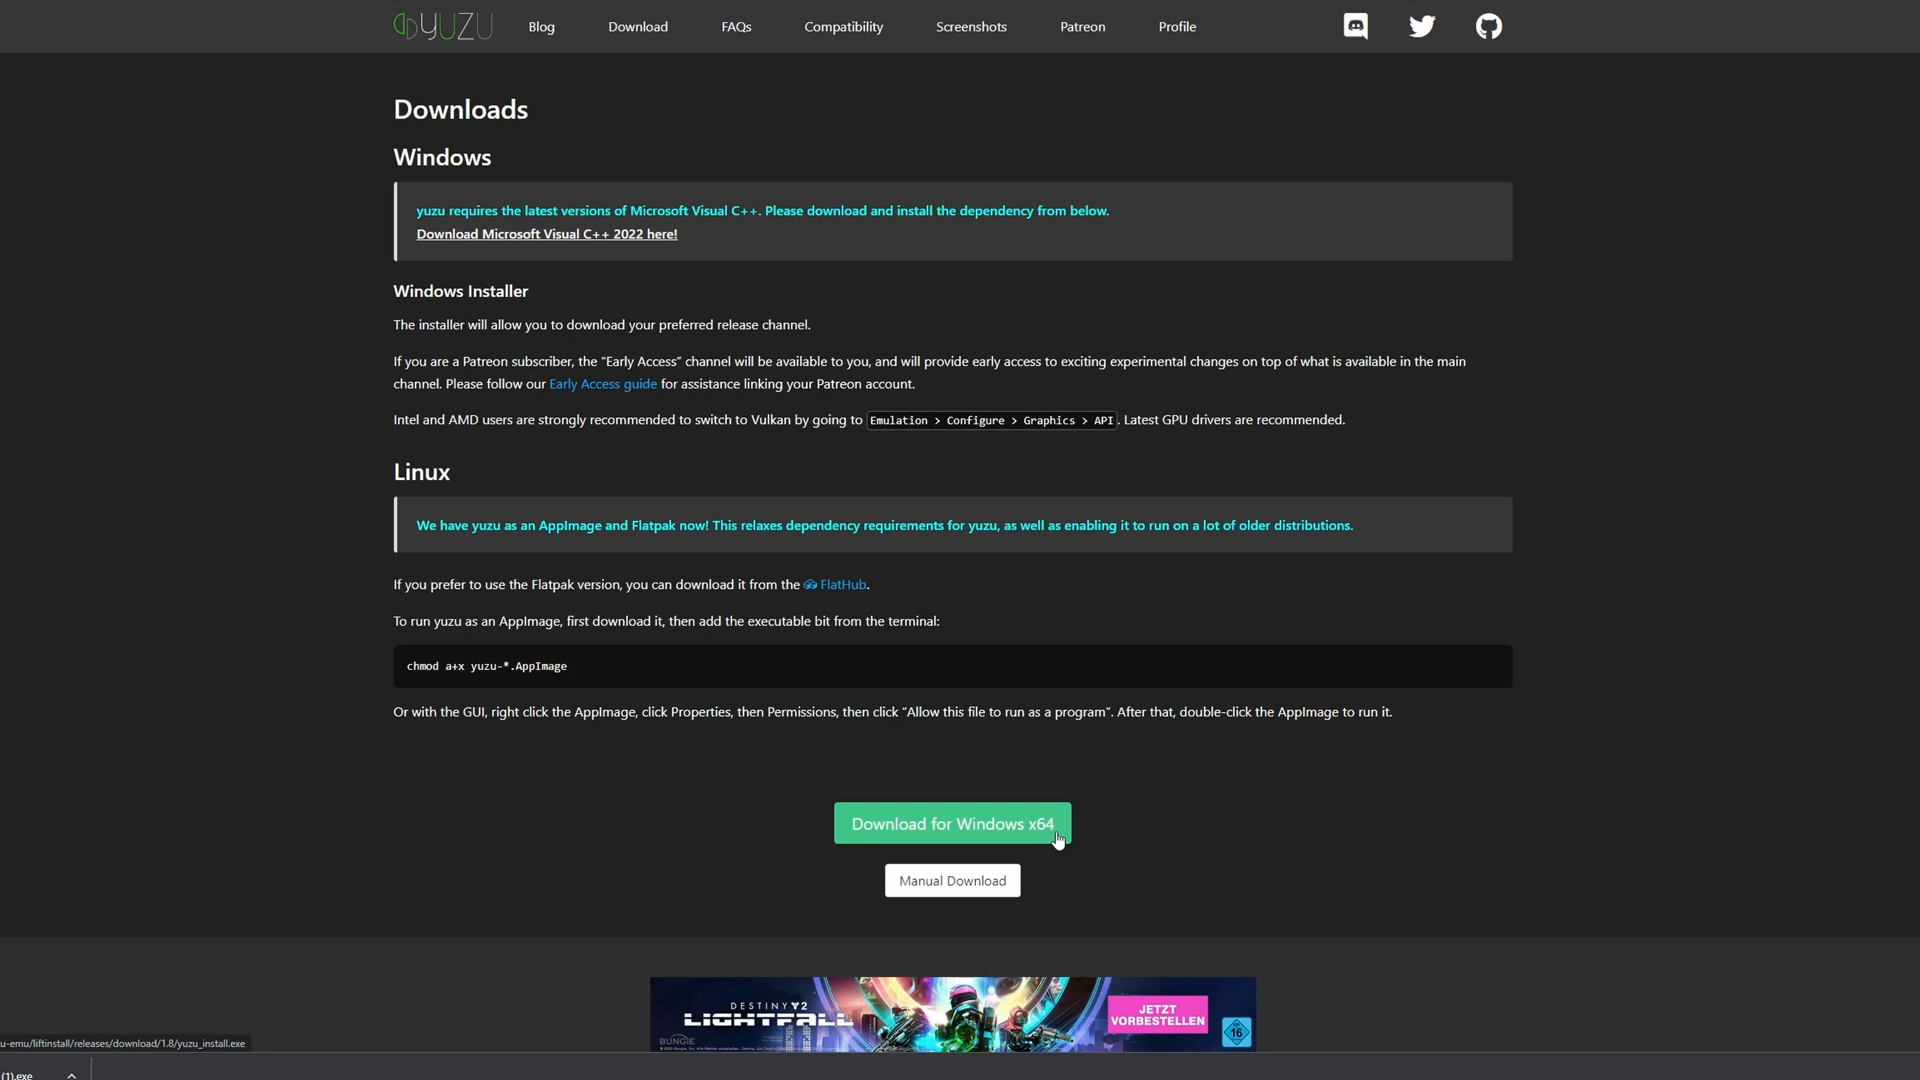 YUZU Blog Download FAQs Compatibility Screenshots Patreon Profile
Downloads
Windows
yuzu requires the latest versions of Microsoft Visual C++. Please download and install the dependency from below.
Download Microsoft Visual C++ 2022 here!
Windows Installer
The installer will allow you to download your preferred release channel.
If you are a Patreon subscriber, the "Early Access" channel will be available to you, and will provide early access to exciting experimental changes on top of what is available in the main
channel. Please follow our Early Access guide for assistance linking your Patreon account.
Intel and AMD users are strongly recommended to switch to Vulkan by going to Emulation > Configure > Graphics > API. Latest GPU drivers are recommended.
Linux
We have yuzu as an AppImage and Flatpak now! This relaxes dependency requirements for yuzu, as well as enabling it to run on a lot of older distributions.
If you prefer to use the Flatpak version, you can download it from the FlatHub.
To run yuzu as an AppImage, first download it, then add the executable bit from the terminal:
chmod a+x yuzu-*.AppImage
Or with the GUI, right click the AppImage, click Properties, then Permissions, then click "Allow this file to run as a program". After that, double-click the AppImage to run it.
Download for Windows x64
Manual Download
DESTINY 2
LIGHTFALL
BUNGIE
JETZT
VORBESTELLEN
16
u-emu/liftinstall/releases/download/1.8/yuzu_install.exe
(1).exe